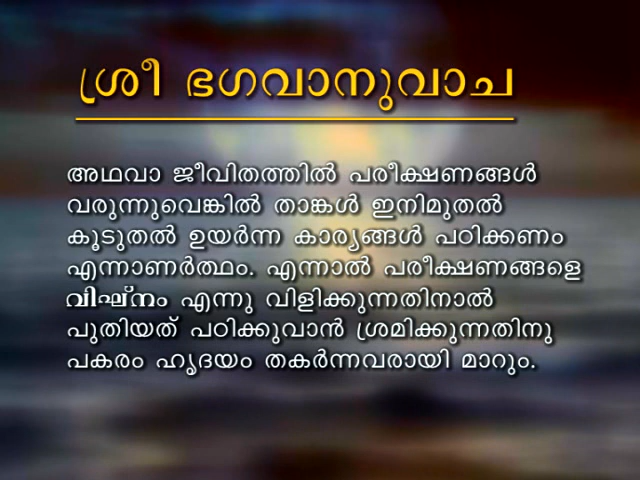 ശ്രീ ഭഗവാനുവാച
അഥവാ ജീവിതത്തിൽ പരീക്ഷണങ്ങൾ
വരുന്നുവെങ്കിൽ താങ്കൾ ഇനിമുതൽ
കൂടുതൽ ഉയർന്ന കാര്യങ്ങൾ പഠിക്കണം
എന്നാണർത്ഥം. എന്നാൽ പരീക്ഷണങ്ങളെ
വിഘ്നം എന്നു വിളിക്കുന്നതിനാൽ
പുതിയത് പഠിക്കുവാൻ ശ്രമിക്കുന്നതിനു
പകരം ഹൃദയം തകർന്നവരായി മാറും.